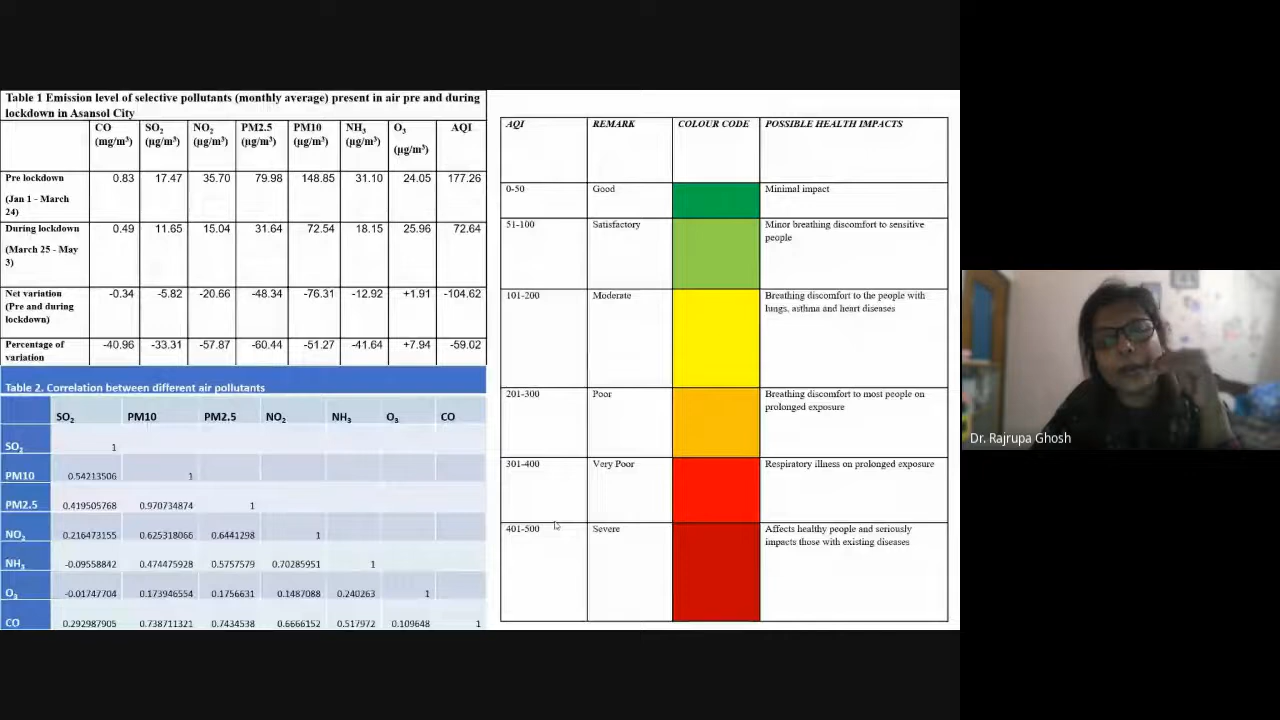 Table 1 Emission level of selective pollutants (monthly average) present in air pre and during
lockdown in Asansol City
CO SO2 NO2 PM2.5 PM10 NH3 O3 AQI
(mg/m³) (µg/m³) (µg/m³) (µg/m³) (µg/m³) (µg/m³) (µg/m³)
Pre lockdown 0.83 17.47 35.70 79.98 148.85 31.10 24.05 177.26
(Jan 1 - March
24)
During lockdown 0.49 11.65 15.04 31.64 72.54 18.15 25.96 72.64
(March 25 - May
3)
Net variation -0.34 -5.82 -20.66 -48.34 -76.31 -12.92 +1.91 -104.62
(Pre and during
lockdown)
Percentage of -40.96 -33.31 -57.87 -60.44 -51.27 -41.64 +7.94 -59.02
variation
Table 2. Correlation between different air pollutants
SO2 PM10 PM2.5 NO2 NH3 O3 CO
SO2 1
PM10 0.54213506 1
PM2.5 0.419505768 0.970734874 1
NO2 0.216473155 0.625318066 0.6441298 1
NH3 -0.09558842 0.474475928 0.5757579 0.70285951 1
O3 -0.01747704 0.173946554 0.1756631 0.1487088 0.240263 1
CO 0.292987905 0.738711321 0.7434538 0.6666152 0.517972 0.109648 1
AQI REMARK COLOUR CODE POSSIBLE HEALTH IMPACTS
0-50 Good Minimal impact
51-100 Satisfactory Minor breathing discomfort to sensitive
people
101-200 Moderate Breathing discomfort to the people with
lungs, asthma and heart diseases
201-300 Poor Breathing discomfort to most people on
prolonged exposure
301-400 Very Poor Respiratory illness on prolonged exposure
401-500 Severe Affects healthy people and seriously
impacts those with existing diseases
Dr. Rajrupa Ghosh